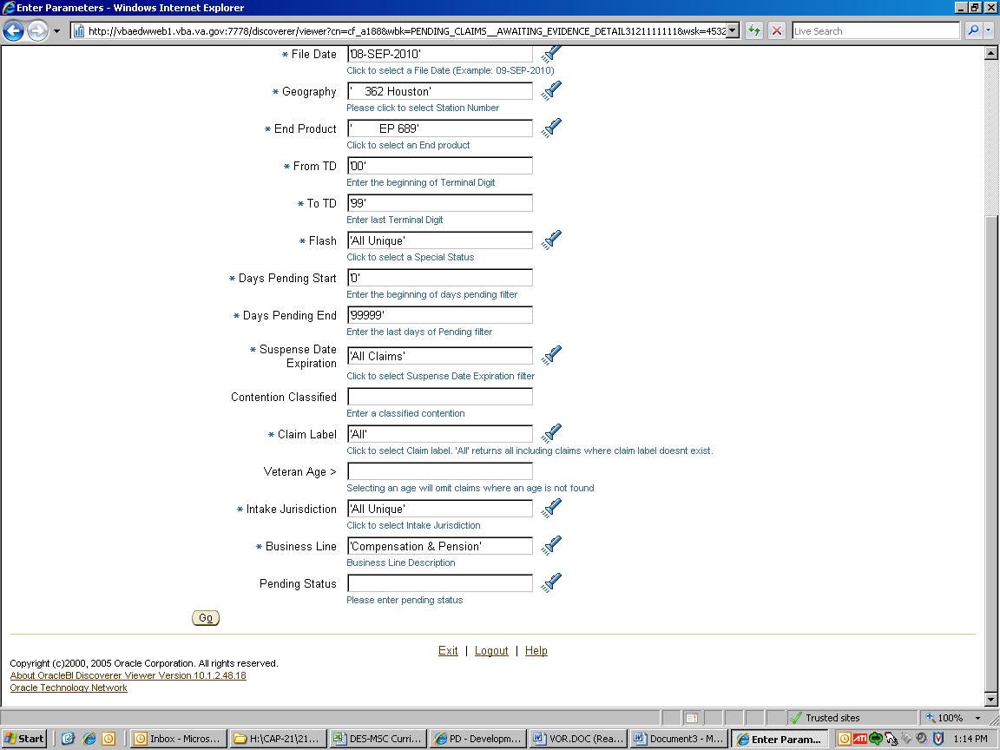 Enter Parameters - Windows Internet Explorer
http://vbaedwweb1.vba.va.gov:7778/discoverer/viewer?cn=cf_a188&wbk=PENDING_CLAIMS__AWAITING_EVIDENCE_DETAIL31211111111&wsk=4532
Live Search
* File Date '08-SEP-2010'
Click to select a File Date (Example: 09-SEP-2010)
* Geography '    362 Houston'
Please click to select Station Number
* End Product '        EP 689'
Click to select an End product
* From TD '00'
Enter the beginning of Terminal Digit
* To TD '99'
Enter last Terminal Digit
* Flash 'All Unique'
Click to select a Special Status
* Days Pending Start '0'
Enter the beginning of days pending filter
* Days Pending End '99999'
Enter the last days of Pending filter
* Suspense Date
Expiration 'All Claims'
Click to select Suspense Date Expiration filter
Contention Classified
Enter a classified contention
* Claim Label 'All'
Click to select Claim label. 'All' returns all including claims where claim label doesnt exist.
Veteran Age >
Selecting an age will omit claims where an age is not found
* Intake Jurisdiction 'All Unique'
Click to select Intake Jurisdiction
* Business Line 'Compensation & Pension'
Business Line Description
Pending Status
Please enter pending status
Go
Exit | Logout | Help
Copyright (c)2000, 2005 Oracle Corporation. All rights reserved.
About OracleBI Discoverer Viewer Version 10.1.2.48.18
Oracle Technology Network
Trusted sites 100%
Start Inbox - Micros... H:\CAP-21\21... DES-MSC Curri... PD - Developm... VOR.DOC (Rea... Document3 - M... Enter Param... ATI 1:14 PM